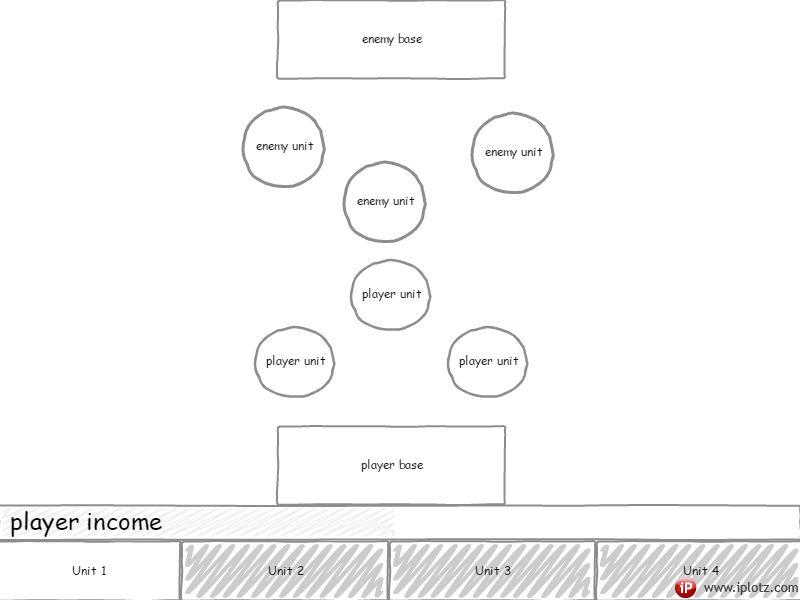 enemy base
enemy unit
enemy unit
enemy unit
player unit
player unit
player unit
player base
player income
Unit 1
Unit 2
Unit 3
Unit 4
iP www.iplotz.com